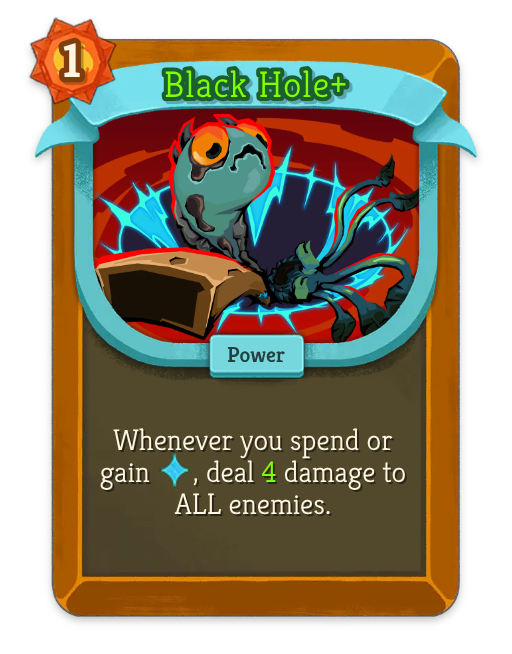 1
Black Hole+
Power
Whenever you spend or
gain , deal 4 damage to
ALL enemies.